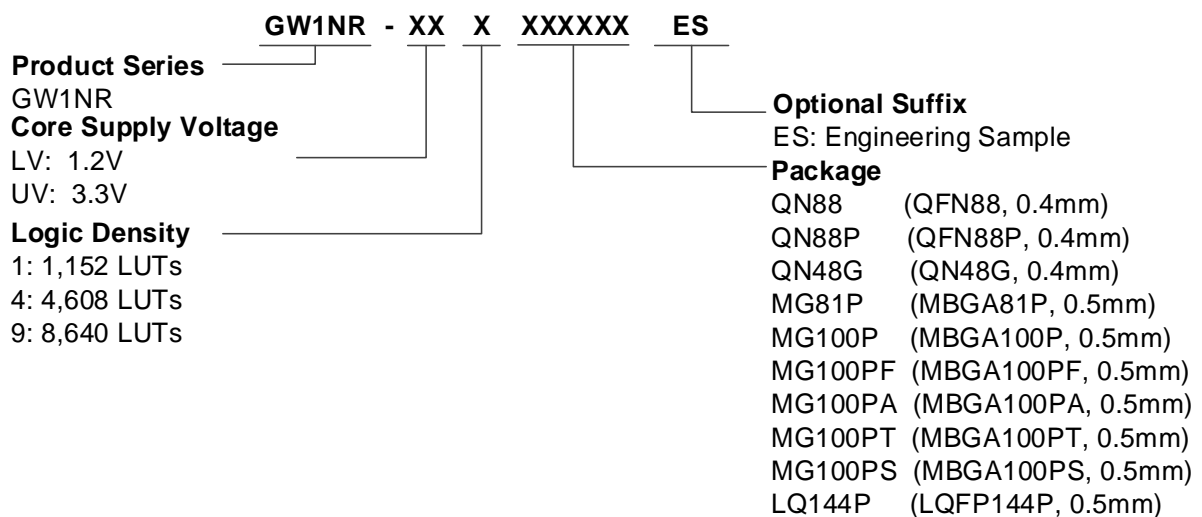 GW1NR - XX X XXXXXX ES
Product Series
GW1NR
Core Supply Voltage
LV: 1.2V
UV: 3.3V
Logic Density
1: 1,152 LUTs
4: 4,608 LUTs
9: 8,640 LUTs
Optional Suffix
ES: Engineering Sample
Package
QN88 (QFN88, 0.4mm)
QN88P (QFN88P, 0.4mm)
QN48G (QN48G, 0.4mm)
MG81P (MBGA81P, 0.5mm)
MG100P (MBGA100P, 0.5mm)
MG100PF (MBGA100PF, 0.5mm)
MG100PA (MBGA100PA, 0.5mm)
MG100PT (MBGA100PT, 0.5mm)
MG100PS (MBGA100PS, 0.5mm)
LQ144P (LQFP144P, 0.5mm)